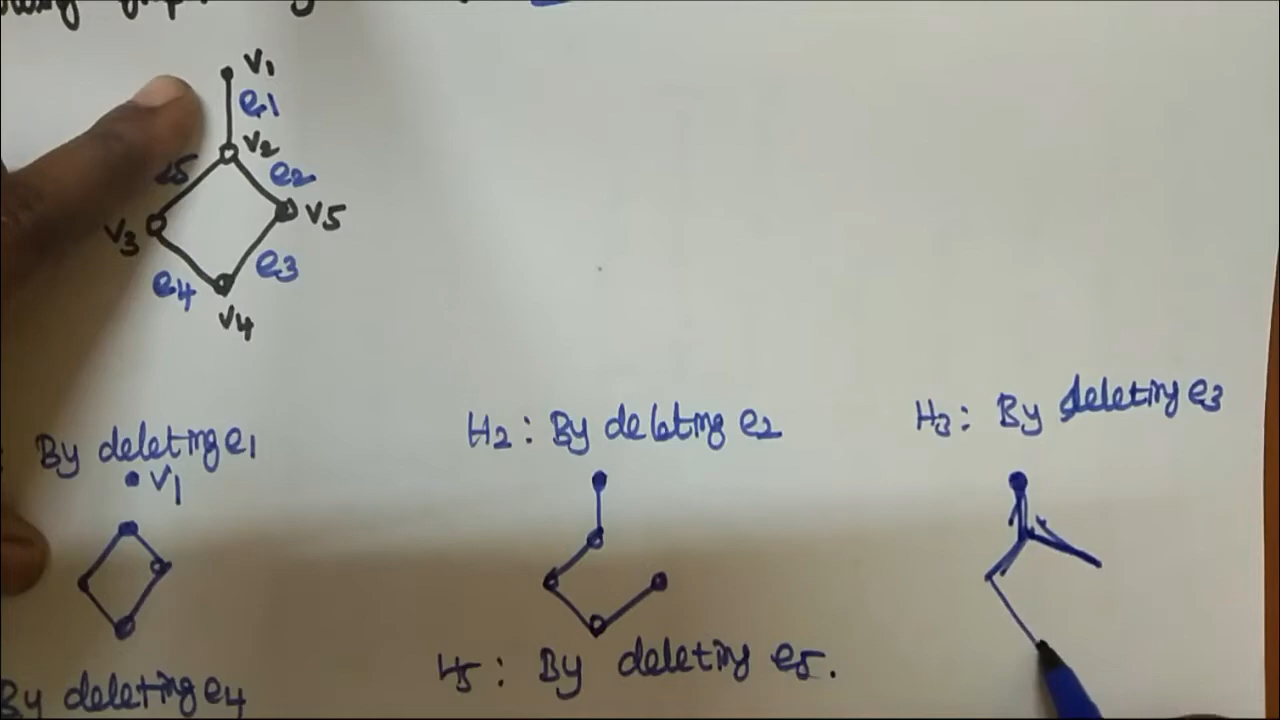 V1
e1
V2
e5 e2
V3 V5
e4 e3
V4
: By deleting e1
V1
H2 : By deleting e2
H3 : By deleting e3
By deleting e4
H5 : By deleting e5.